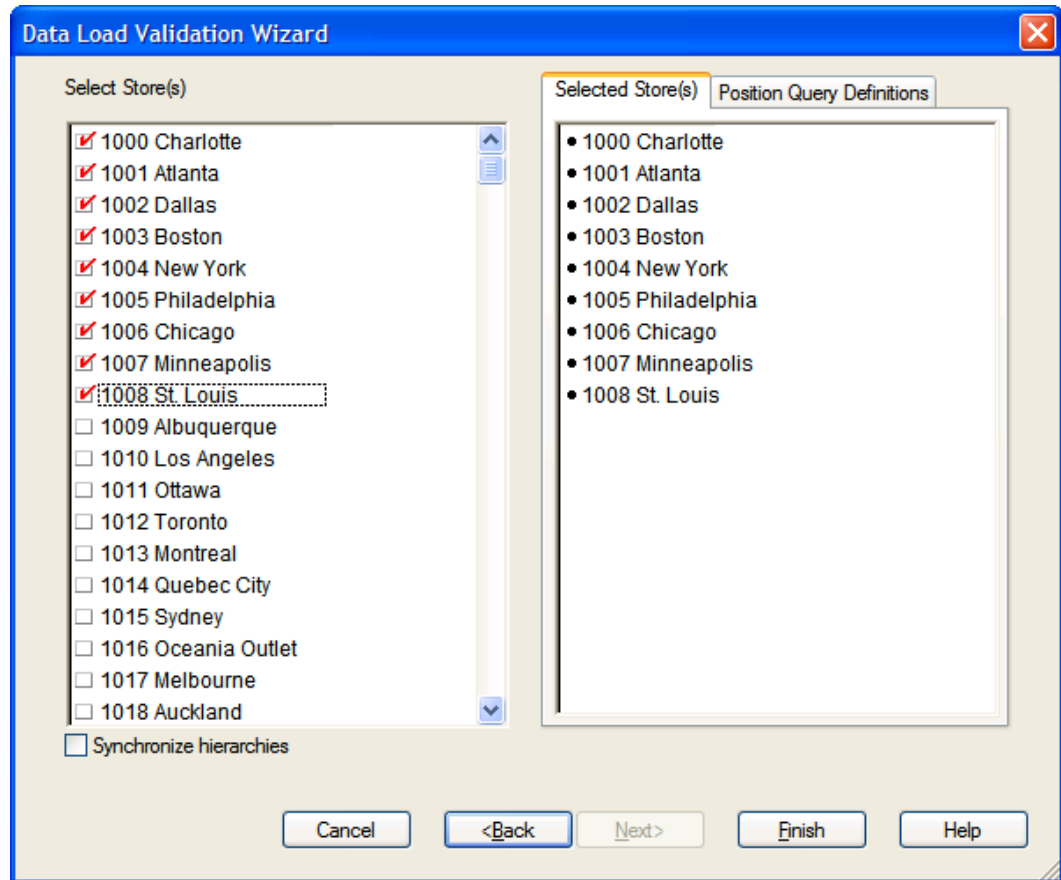 Data Load Validation Wizard
Select Store(s)
1000 Charlotte
1001 Atlanta
1002 Dallas
1003 Boston
1004 New York
1005 Philadelphia
1006 Chicago
1007 Minneapolis
1008 St. Louis
1009 Albuquerque
1010 Los Angeles
1011 Ottawa
1012 Toronto
1013 Montreal
1014 Quebec City
1015 Sydney
1016 Oceania Outlet
1017 Melbourne
1018 Auckland
Synchronize hierarchies
Selected Store(s) Position Query Definitions
• 1000 Charlotte
• 1001 Atlanta
• 1002 Dallas
• 1003 Boston
• 1004 New York
• 1005 Philadelphia
• 1006 Chicago
• 1007 Minneapolis
• 1008 St. Louis
Cancel <Back Next> Finish Help